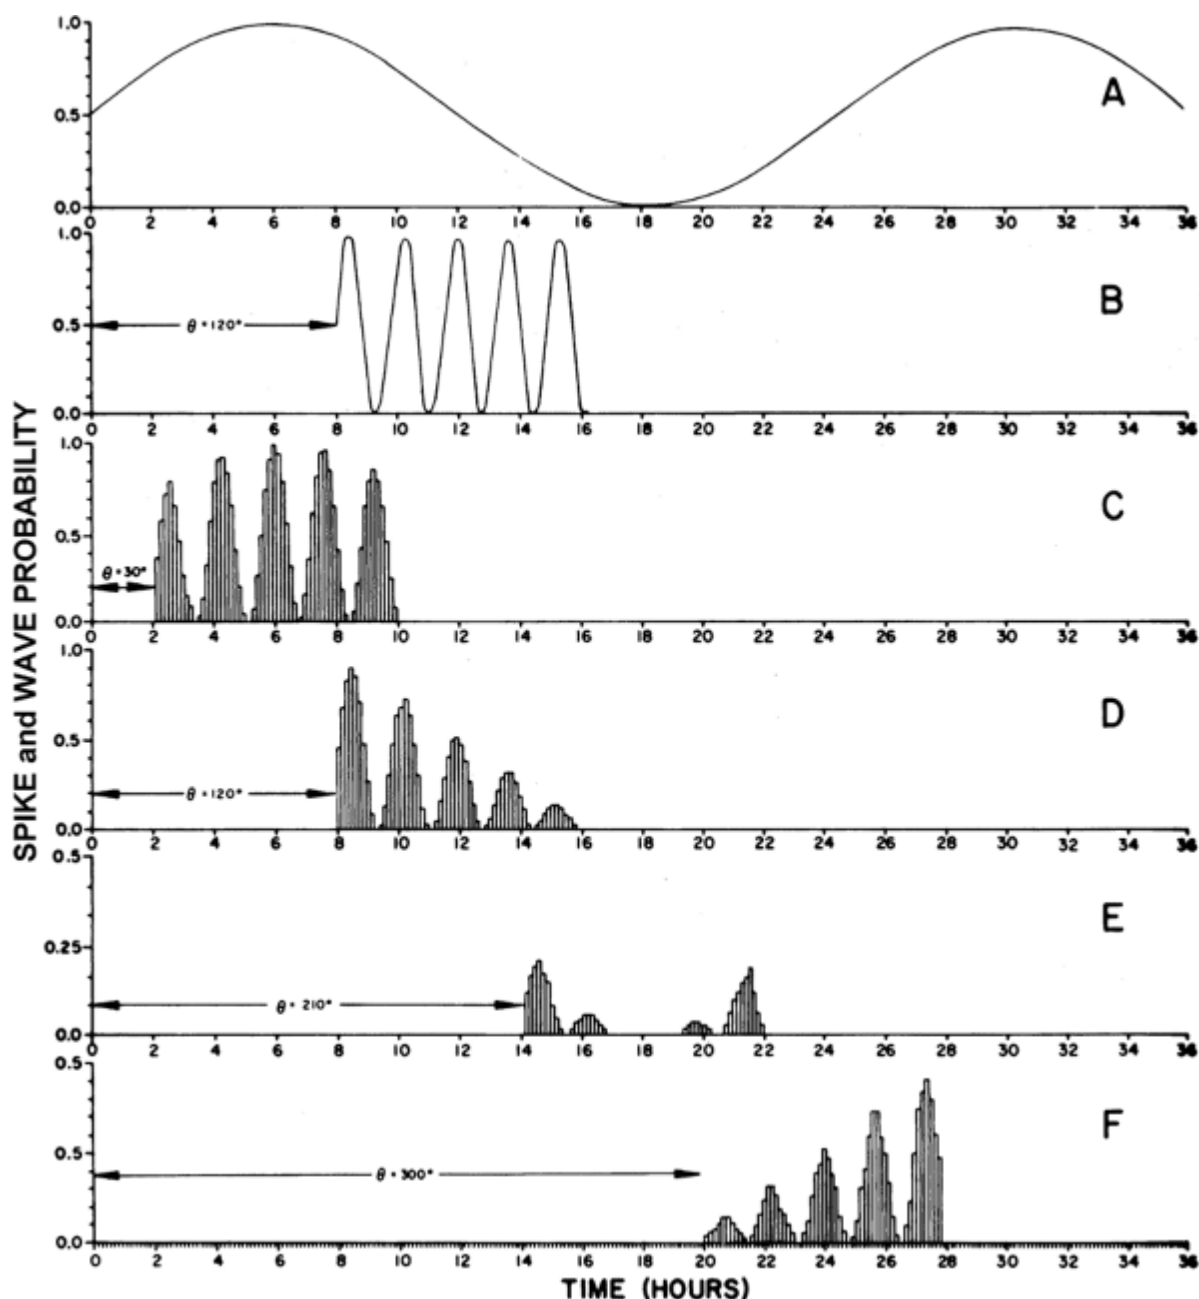 SPIKE and WAVE PROBABILITY
1.0
0.5
0.0
A
0 2 4 6 8 10 12 14 16 18 20 22 24 26 28 30 32 34 36
1.0
0.5
0.0
B
θ = 120°
0 2 4 6 8 10 12 14 16 18 20 22 24 26 28 30 32 34 36
1.0
0.5
0.0
C
θ = 30°
0 2 4 6 8 10 12 14 16 18 20 22 24 26 28 30 32 34 36
1.0
0.5
0.0
D
θ = 120°
0 2 4 6 8 10 12 14 16 18 20 22 24 26 28 30 32 34 36
0.5
0.25
0.0
E
θ = 210°
0 2 4 6 8 10 12 14 16 18 20 22 24 26 28 30 32 34 36
0.5
0.5
0.0
F
θ = 300°
0 2 4 6 8 10 12 14 16 18 20 22 24 26 28 30 32 34 36
TIME (HOURS)